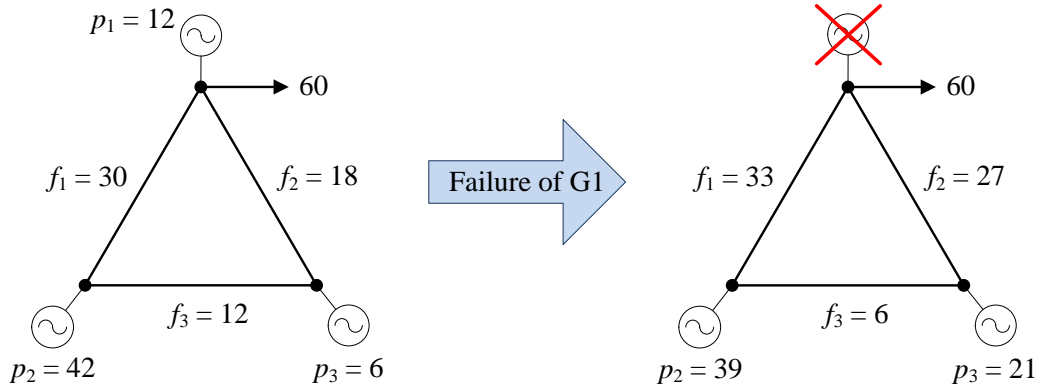 p₁ = 12
60
f₁ = 30
f₂ = 18
f₃ = 12
p₂ = 42
p₃ = 6
Failure of G1
60
f₁ = 33
f₂ = 27
f₃ = 6
p₂ = 39
p₃ = 21